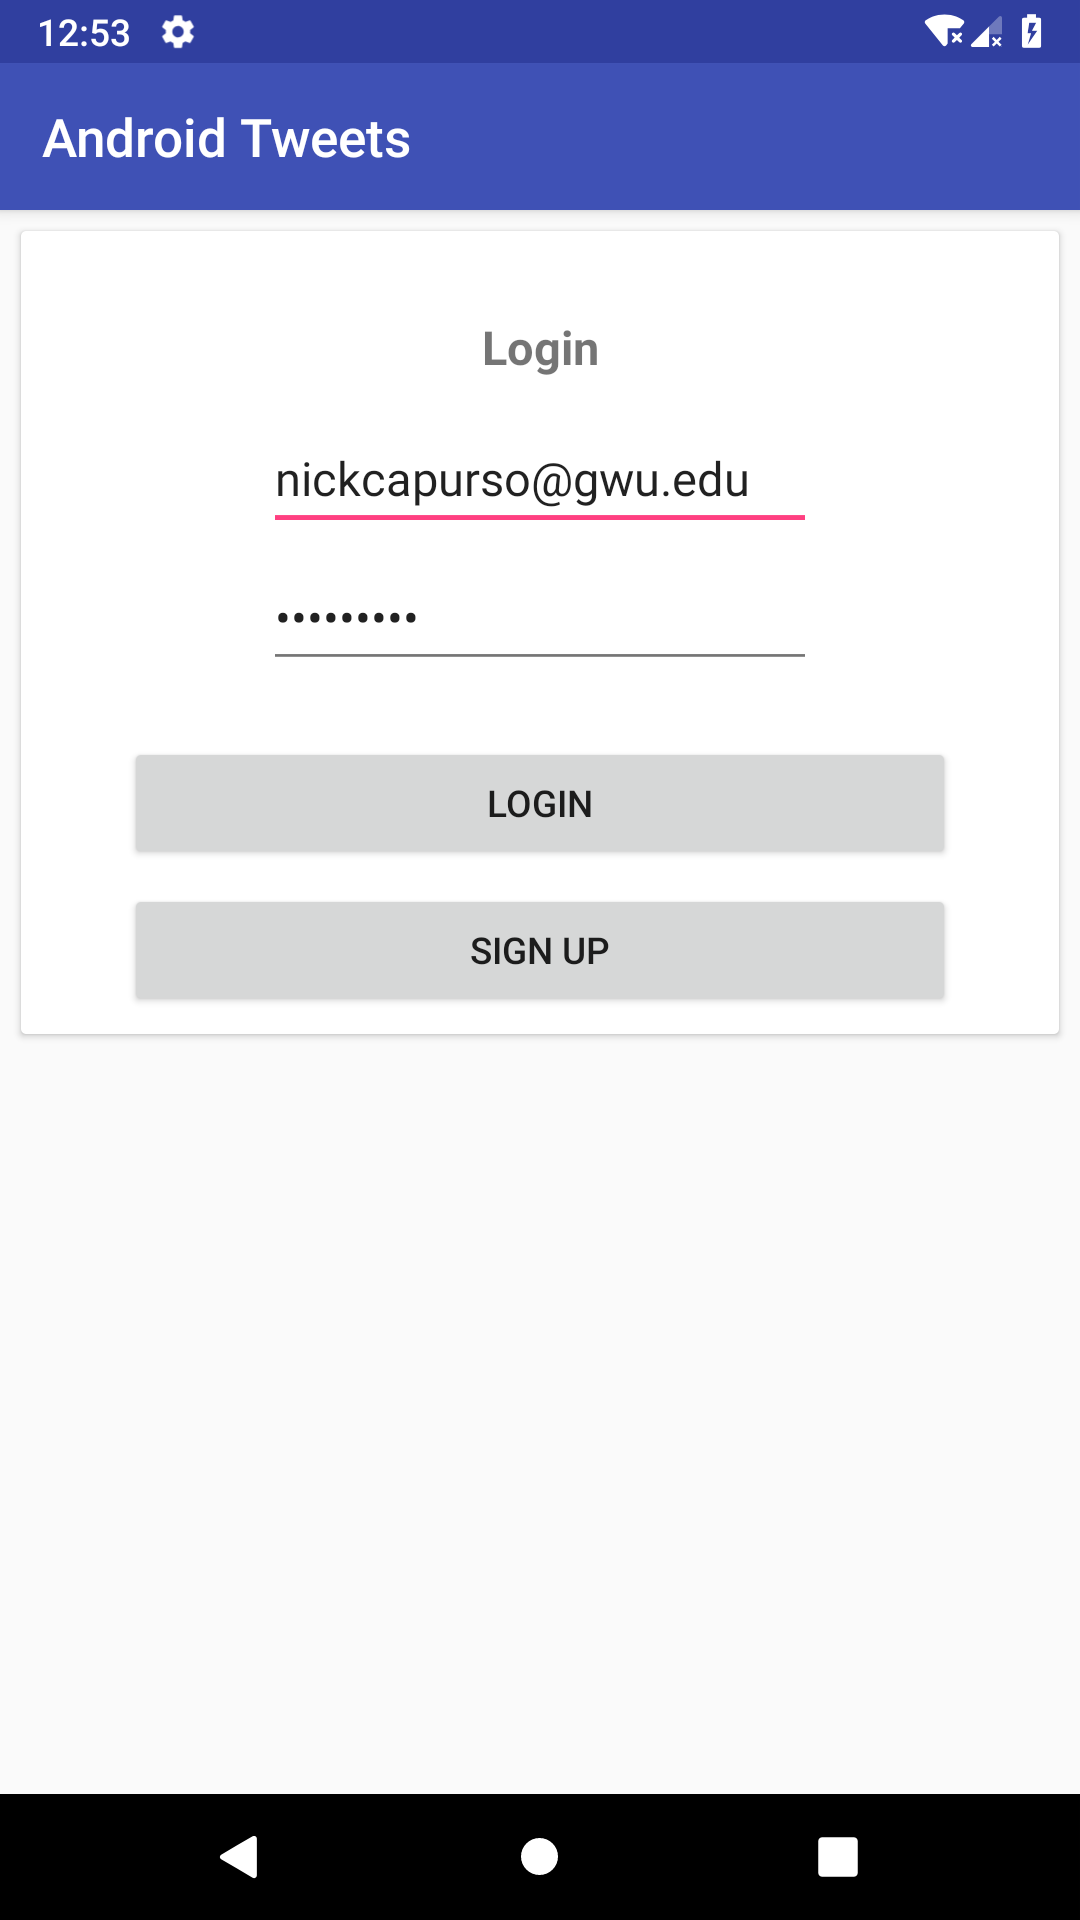 12:53
Android Tweets
Login
nickcapurso@gwu.edu
•••••••••
LOGIN
SIGN UP